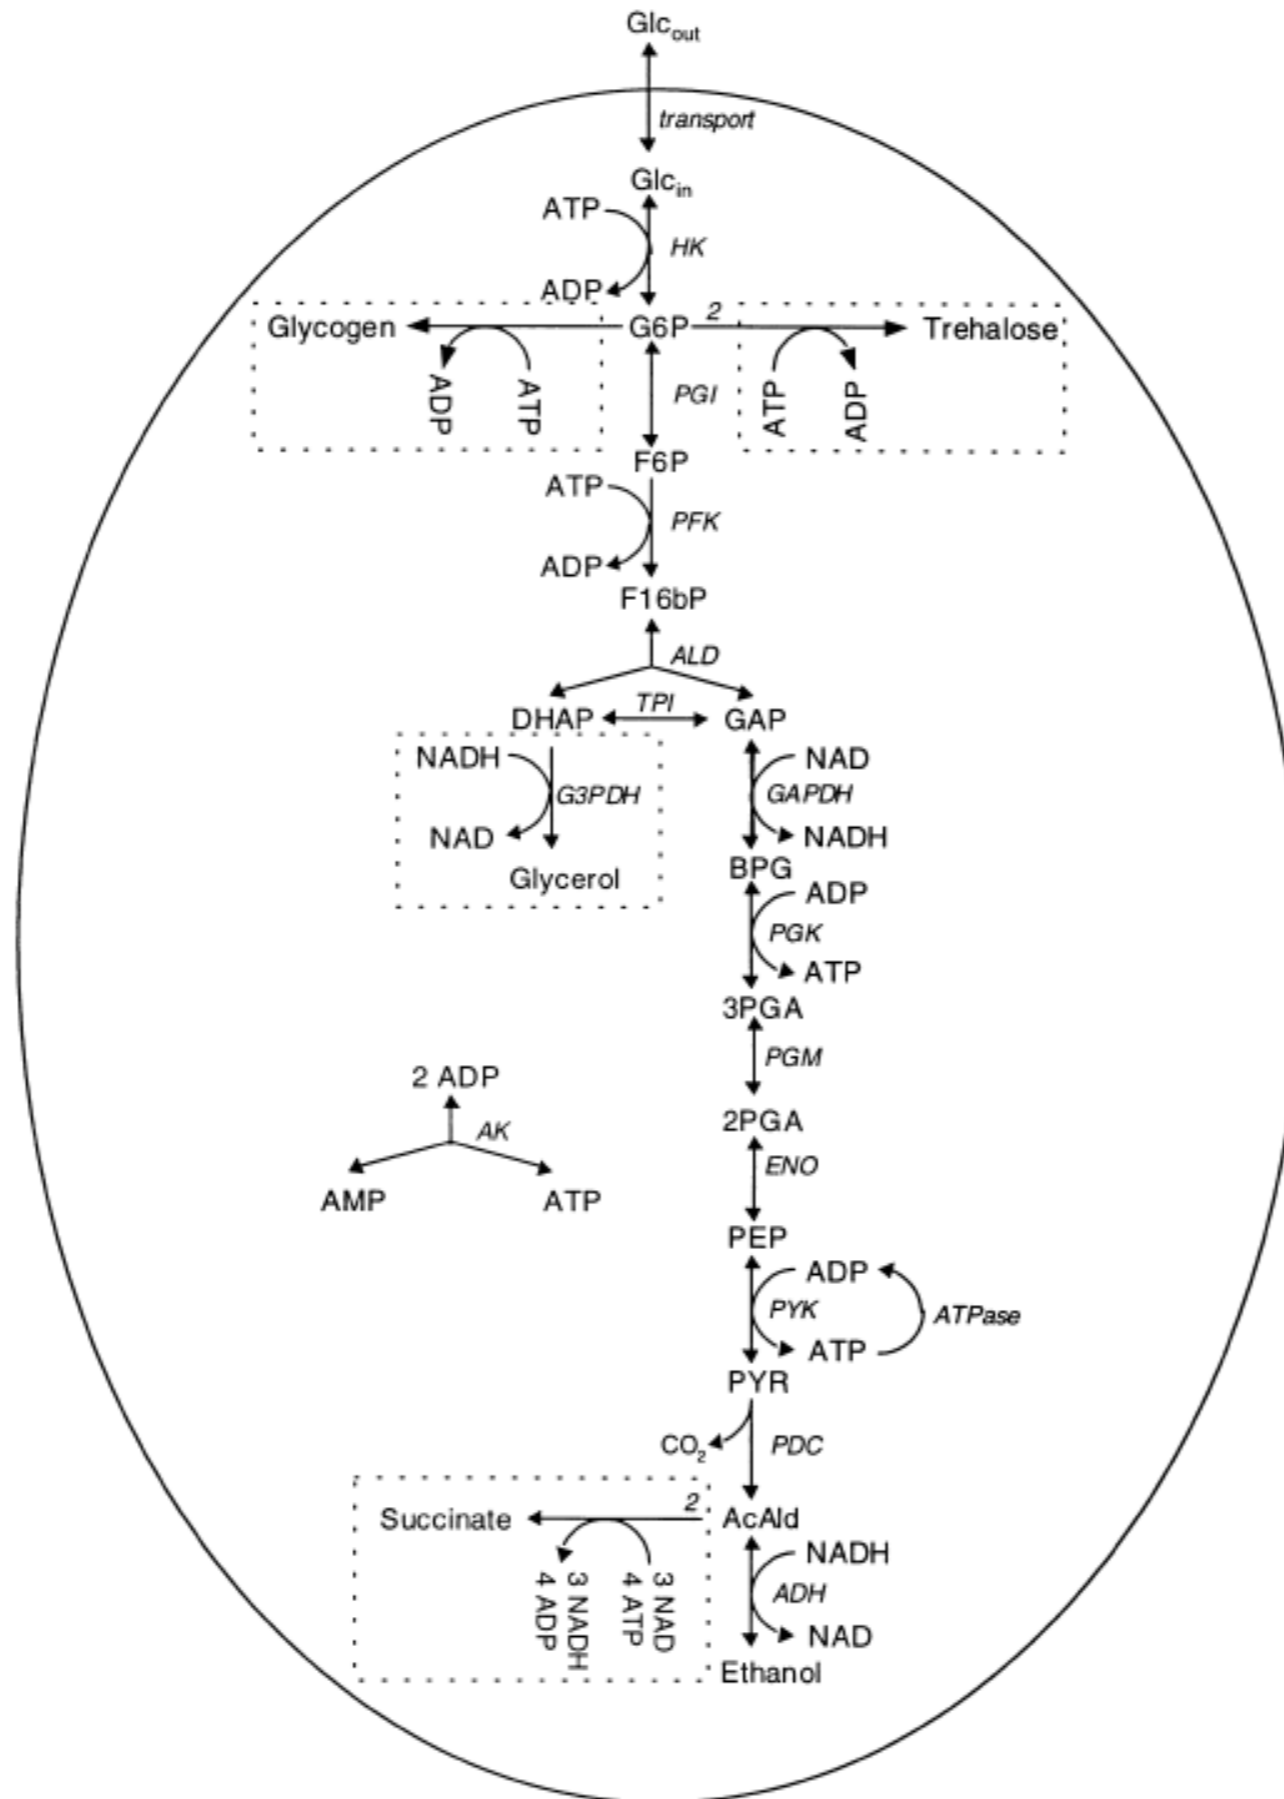 Glcout
transport
Glcin
ATP
HK
ADP
Glycogen G6P 2 Trehalose
ADP ATP PGI ATP ADP
F6P
ATP
PFK
ADP
F16bP
ALD
DHAP TPI GAP
NADH NAD
G3PDH GAPDH
NAD NADH
Glycerol BPG
ADP
PGK
ATP
3PGA
PGM
2 ADP
2PGA
AK
ENO
AMP ATP
PEP
ADP
PYK ATPase
ATP
PYR
CO2 PDC
Succinate 2 AcAld
NADH
4 ADP 3 NADH 4 ATP 3 NAD ADH
NAD
Ethanol